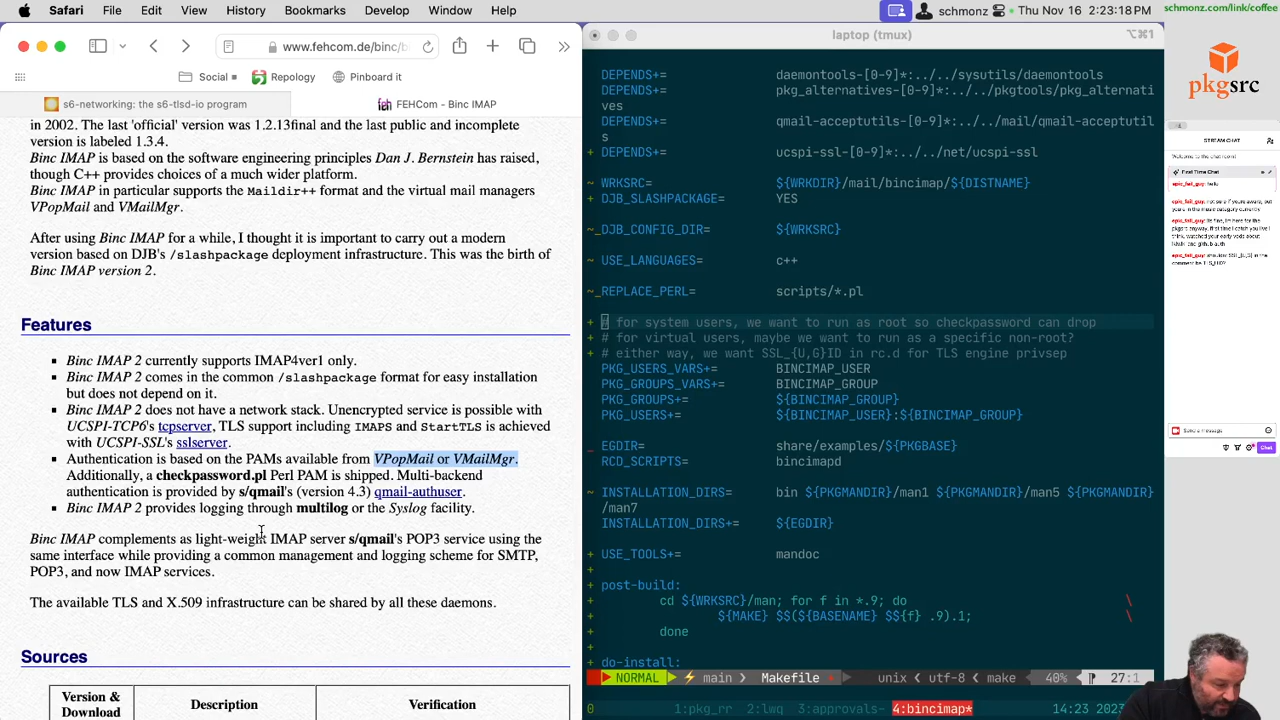 Safari File Edit View History Bookmarks Develop Window Help
schmonz Thu Nov 16 2:23:18 PM
schmonz.com/link/coffee
www.fehcom.de/binc/b
Social Repology Pinboard it
s6-networking: the s6-tlsd-io program
FEHCom - Binc IMAP
in 2002. The last 'official' version was 1.2.13final and the last public and incomplete
version is labeled 1.3.4.
Binc IMAP is based on the software engineering principles Dan J. Bernstein has raised,
though C++ provides choices of a much wider platform.
Binc IMAP in particular supports the Maildir++ format and the virtual mail managers
VPopMail and VMailMgr.
After using Binc IMAP for a while, I thought it is important to carry out a modern
version based on DJB's /slashpackage deployment infrastructure. This was the birth of
Binc IMAP version 2.
Features
Binc IMAP 2 currently supports IMAP4ver1 only.
Binc IMAP 2 comes in the common /slashpackage format for easy installation
but does not depend on it.
Binc IMAP 2 does not have a network stack. Unencrypted service is possible with
UCSPI-TCP6's tcpserver, TLS support including IMAPS and StartTLS is achieved
with UCSPI-SSL's sslserver.
Authentication is based on the PAMs available from VPopMail or VMailMgr.
Additionally, a checkpassword.pl Perl PAM is shipped. Multi-backend
authentication is provided by s/qmail's (version 4.3) qmail-authuser.
Binc IMAP 2 provides logging through multilog or the Syslog facility.
Binc IMAP complements as light-weight IMAP server s/qmail's POP3 service using the
same interface while providing a common management and logging scheme for SMTP,
POP3, and now IMAP services.
The available TLS and X.509 infrastructure can be shared by all these daemons.
Sources
Version &
Download
Description
Verification
laptop (tmux)
⌥⌘1
DEPENDS+= daemontools-[0-9]*:../../sysutils/daemontools
DEPENDS+= pkg_alternatives-[0-9]*:../../pkgtools/pkg_alternati
ves
DEPENDS+= qmail-acceptutils-[0-9]*:../../mail/qmail-acceptutil
s
+ DEPENDS+= ucspi-ssl-[0-9]*:../../net/ucspi-ssl
~ WRKSRC= ${WRKDIR}/mail/bincimap/${DISTNAME}
+ DJB_SLASHPACKAGE= YES
~_DJB_CONFIG_DIR= ${WRKSRC}
~ USE_LANGUAGES= c++
~_REPLACE_PERL= scripts/*.pl
+ # for system users, we want to run as root so checkpassword can drop
+ # for virtual users, maybe we want to run as a specific non-root?
+ # either way, we want SSL_{U,G}ID in rc.d for TLS engine privsep
PKG_USERS_VARS+= BINCIMAP_USER
PKG_GROUPS_VARS+= BINCIMAP_GROUP
PKG_GROUPS+= ${BINCIMAP_GROUP}
PKG_USERS+= ${BINCIMAP_USER}:${BINCIMAP_GROUP}
EGDIR= share/examples/${PKGBASE}
RCD_SCRIPTS= bincimapd
~ INSTALLATION_DIRS= bin ${PKGMANDIR}/man1 ${PKGMANDIR}/man5 ${PKGMANDIR}
/man7
INSTALLATION_DIRS+= ${EGDIR}
+ USE_TOOLS+= mandoc
+
+ post-build:
+ cd ${WRKSRC}/man; for f in *.9; do \
+ ${MAKE} $$(${BASENAME} $${f} .9).1; \
+ done
+
+ do-install:
NORMAL ⚡ main Makefile unix utf-8 make 40% 27:1
0 1:pkg_rr 2:lwq 3:approvals- 4:bincimap* 14:23 2023
pkgsrc
STREAM CHAT
Welcome to the chat room!
First Time Chat
epic_fail_guy: hello
Send a message
Chat